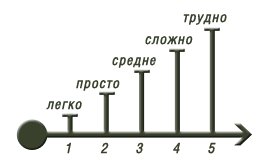 трудно
сложно
средне
просто
легко
1 2 3 4 5